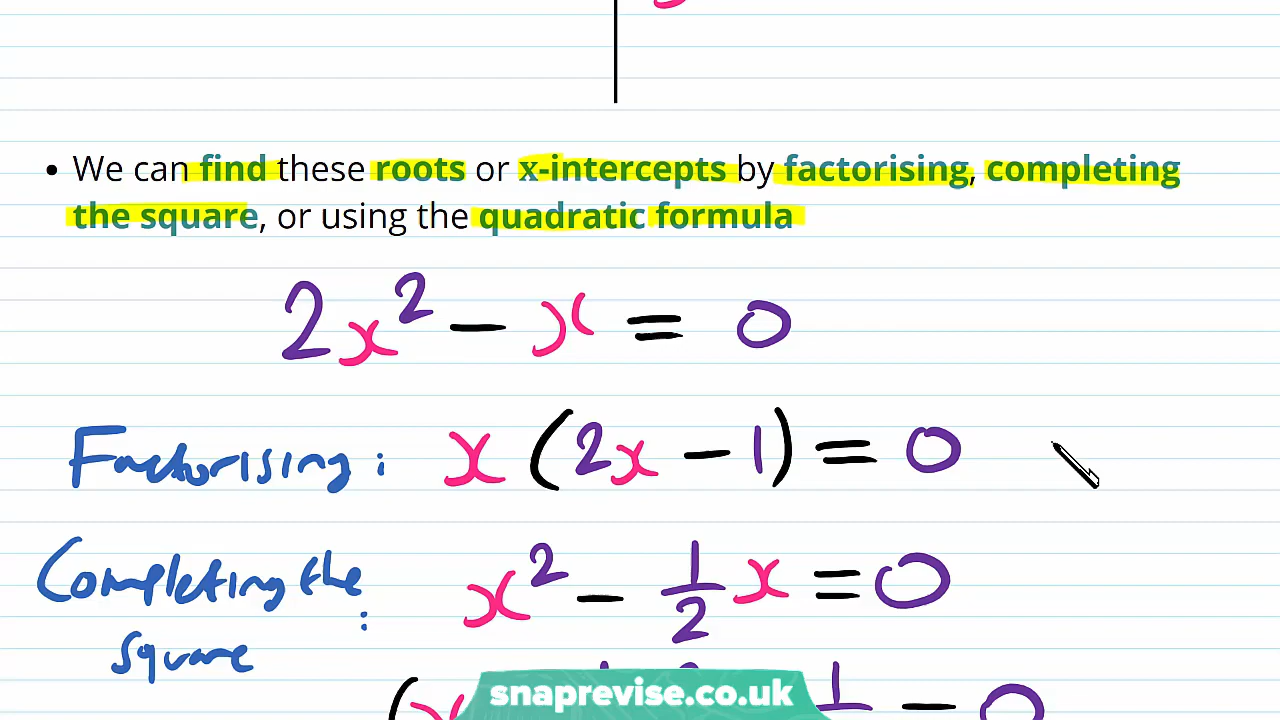 • We can find these roots or x-intercepts by factorising, completing
the square, or using the quadratic formula
2x² − x = 0
Factorising: x(2x − 1) = 0
Completing the square: x² − 1/2 x = 0
snaprevise.co.uk